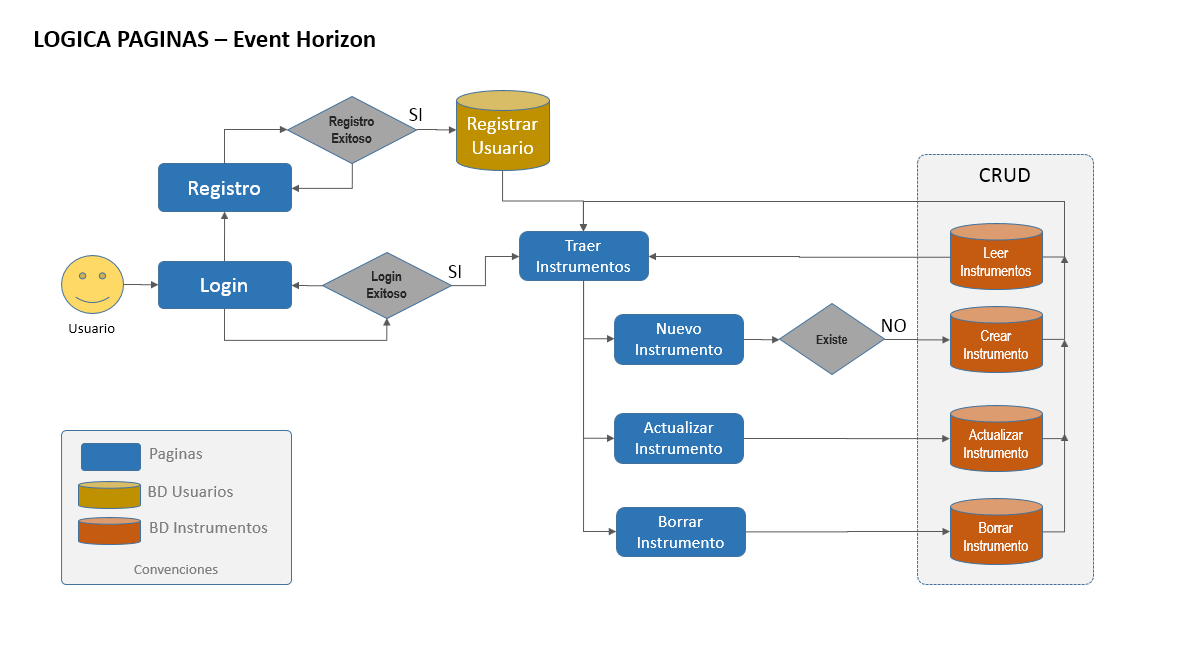 LOGICA PAGINAS – Event Horizon
Registro
Exitoso
SI
Registrar
Usuario
Registro
CRUD
Traer
Instrumentos
Leer
Instrumentos
Login
Login
Exitoso
SI
Usuario
Nuevo
Instrumento
Existe
NO
Crear
Instrumento
Actualizar
Instrumento
Actualizar
Instrumento
Borrar
Instrumento
Borrar
Instrumento
Paginas
BD Usuarios
BD Instrumentos
Convenciones